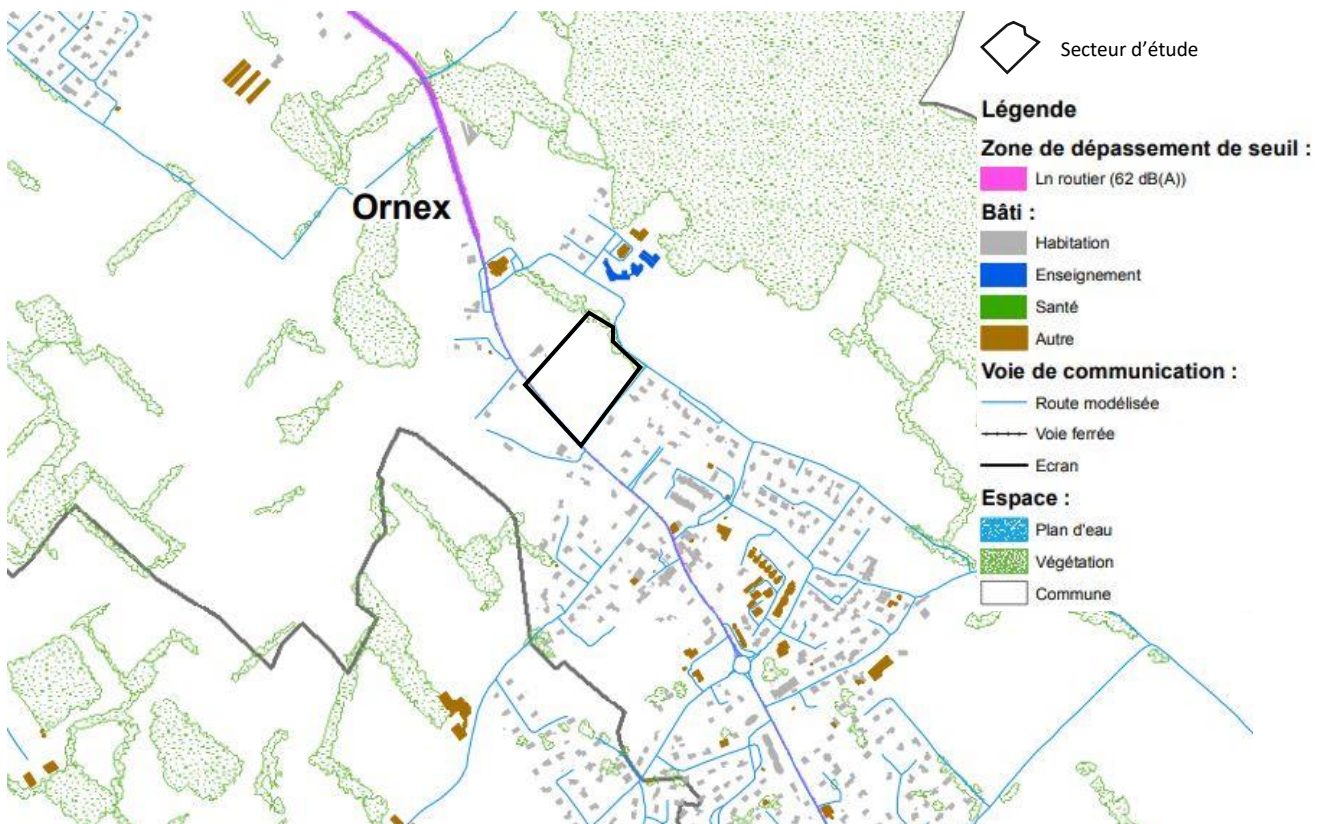 Secteur d'étude
Légende
Zone de dépassement de seuil :
Ln routier (62 dB(A))
Bâti :
Habitation
Enseignement
Santé
Autre
Voie de communication :
Route modélisée
Voie ferrée
Ecran
Espace :
Plan d'eau
Végétation
Commune
Ornex